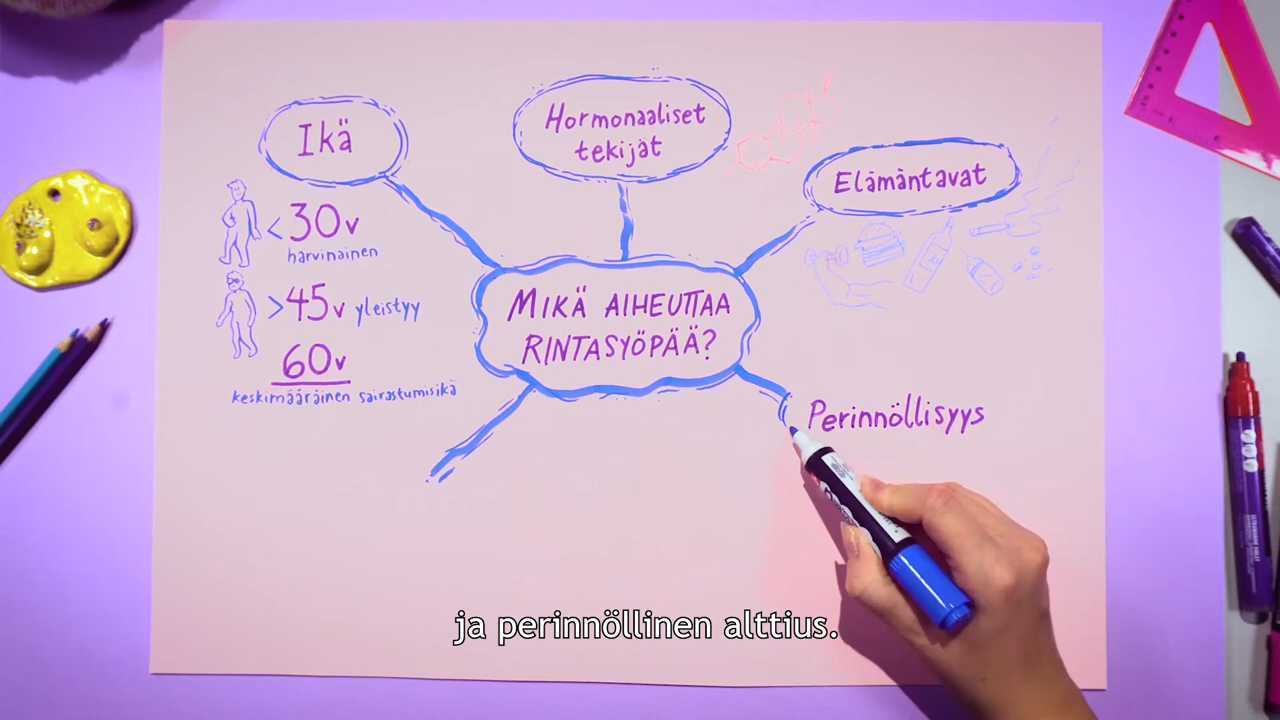 Ikä
<30v
harvinainen
>45v yleistyy
60v
keskimääräinen sairastumisikä
Hormonaaliset
tekijät
Elämäntavat
MIKÄ AIHEUTTAA
RINTASYÖPÄÄ?
Perinnöllisyys
ja perinnöllinen alttius.